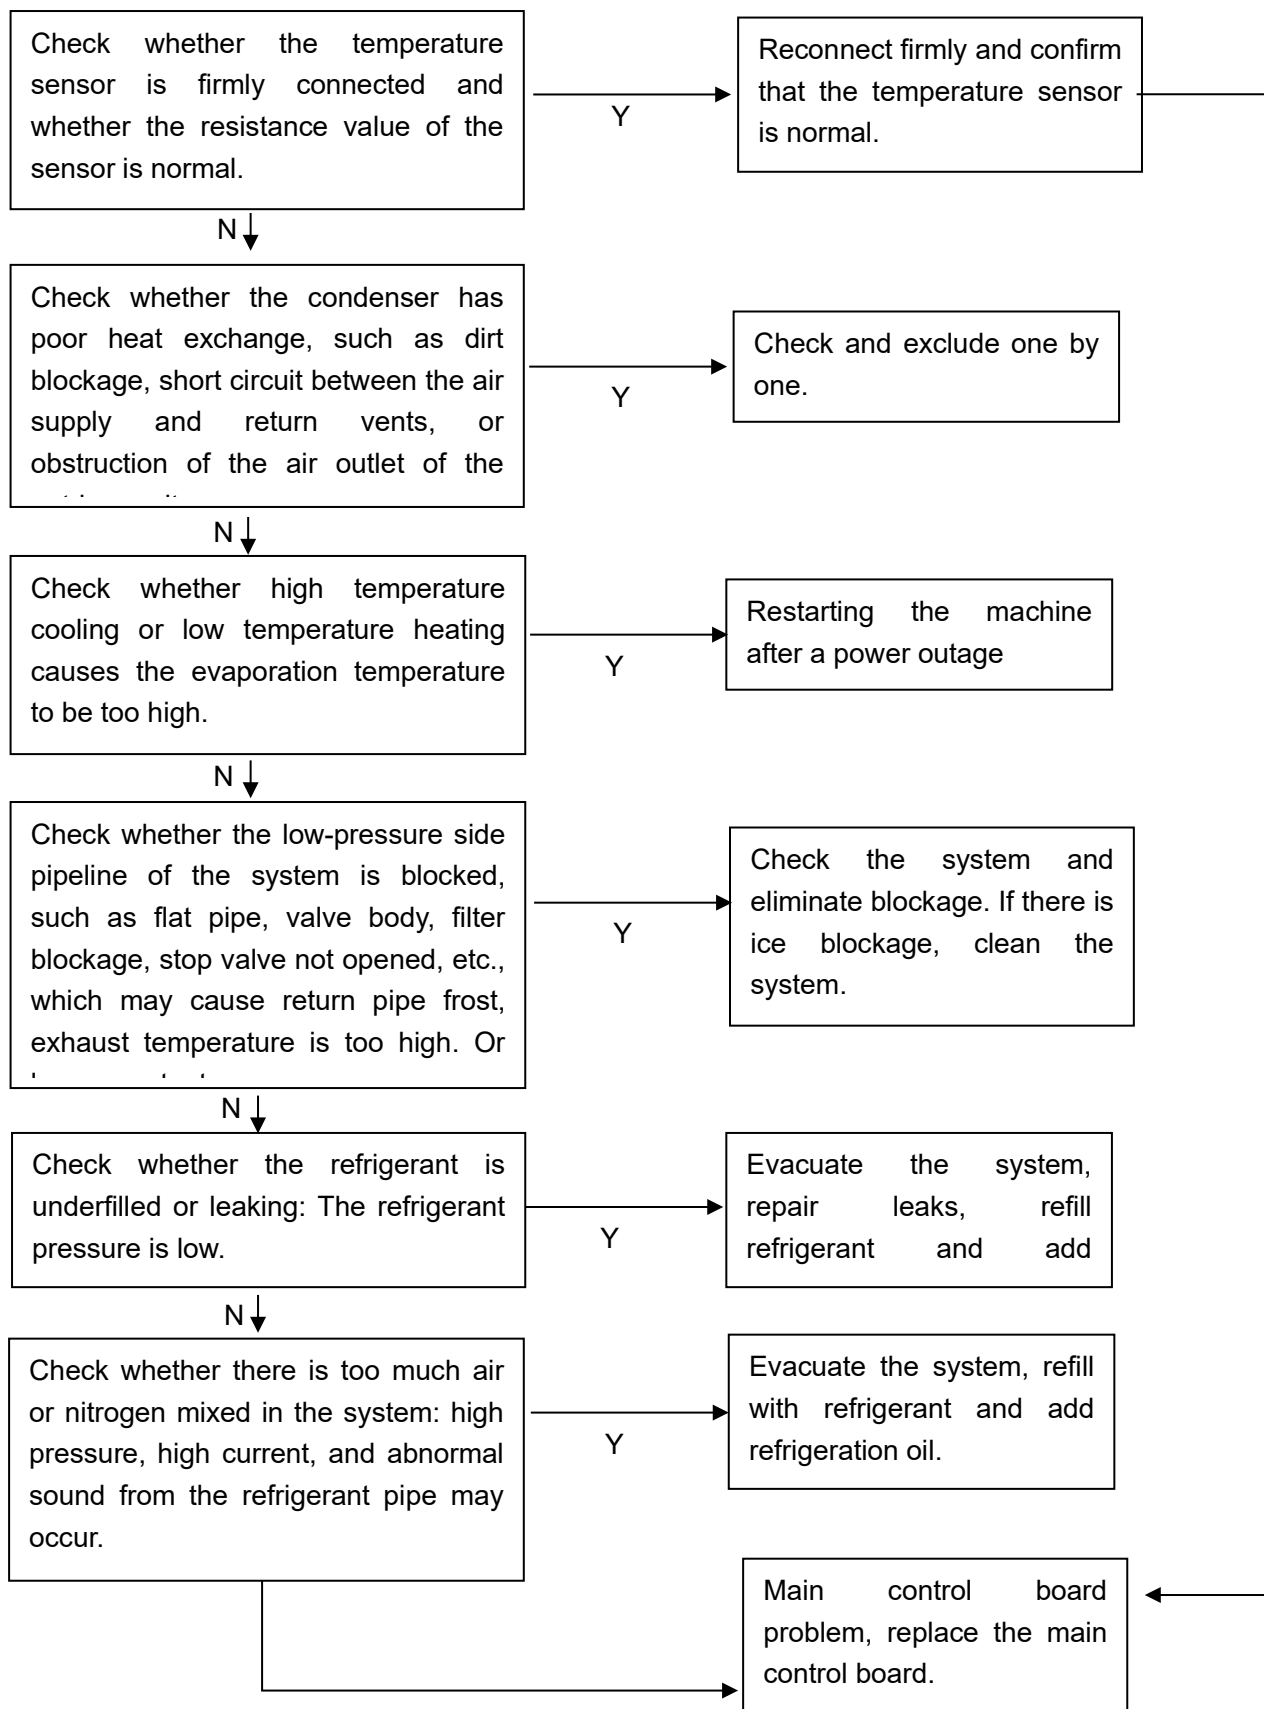 Check whether the temperature
sensor is firmly connected and
whether the resistance value of the
sensor is normal.
Y
Reconnect firmly and confirm
that the temperature sensor
is normal.
N
Check whether the condenser has
poor heat exchange, such as dirt
blockage, short circuit between the air
supply and return vents, or
obstruction of the air outlet of the
Y
Check and exclude one by
one.
N
Check whether high temperature
cooling or low temperature heating
causes the evaporation temperature
to be too high.
Y
Restarting the machine
after a power outage
N
Check whether the low-pressure side
pipeline of the system is blocked,
such as flat pipe, valve body, filter
blockage, stop valve not opened, etc.,
which may cause return pipe frost,
exhaust temperature is too high. Or
Y
Check the system and
eliminate blockage. If there is
ice blockage, clean the
system.
N
Check whether the refrigerant is
underfilled or leaking: The refrigerant
pressure is low.
Y
Evacuate the system,
repair leaks, refill
refrigerant and add
N
Check whether there is too much air
or nitrogen mixed in the system: high
pressure, high current, and abnormal
sound from the refrigerant pipe may
occur.
Y
Evacuate the system, refill
with refrigerant and add
refrigeration oil.
Main control board
problem, replace the main
control board.